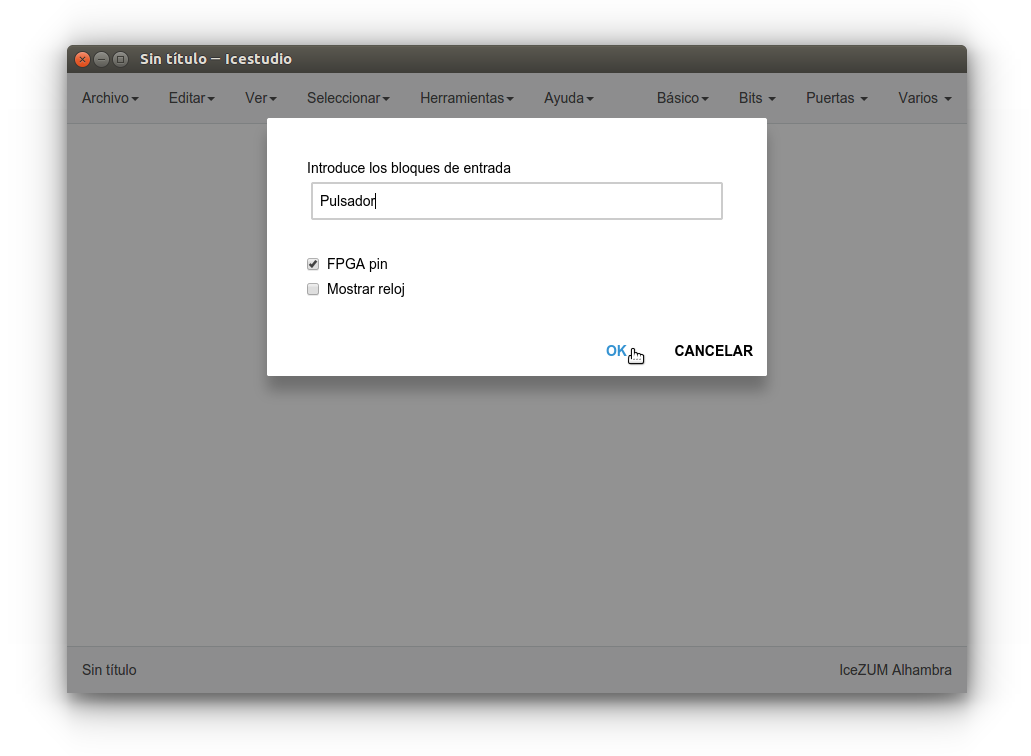 Sin título – Icestudio
Archivo Editar Ver Seleccionar Herramientas Ayuda Básico Bits Puertas Varios
Introduce los bloques de entrada
Pulsador
FPGA pin
Mostrar reloj
OK CANCELAR
Sin título IceZUM Alhambra